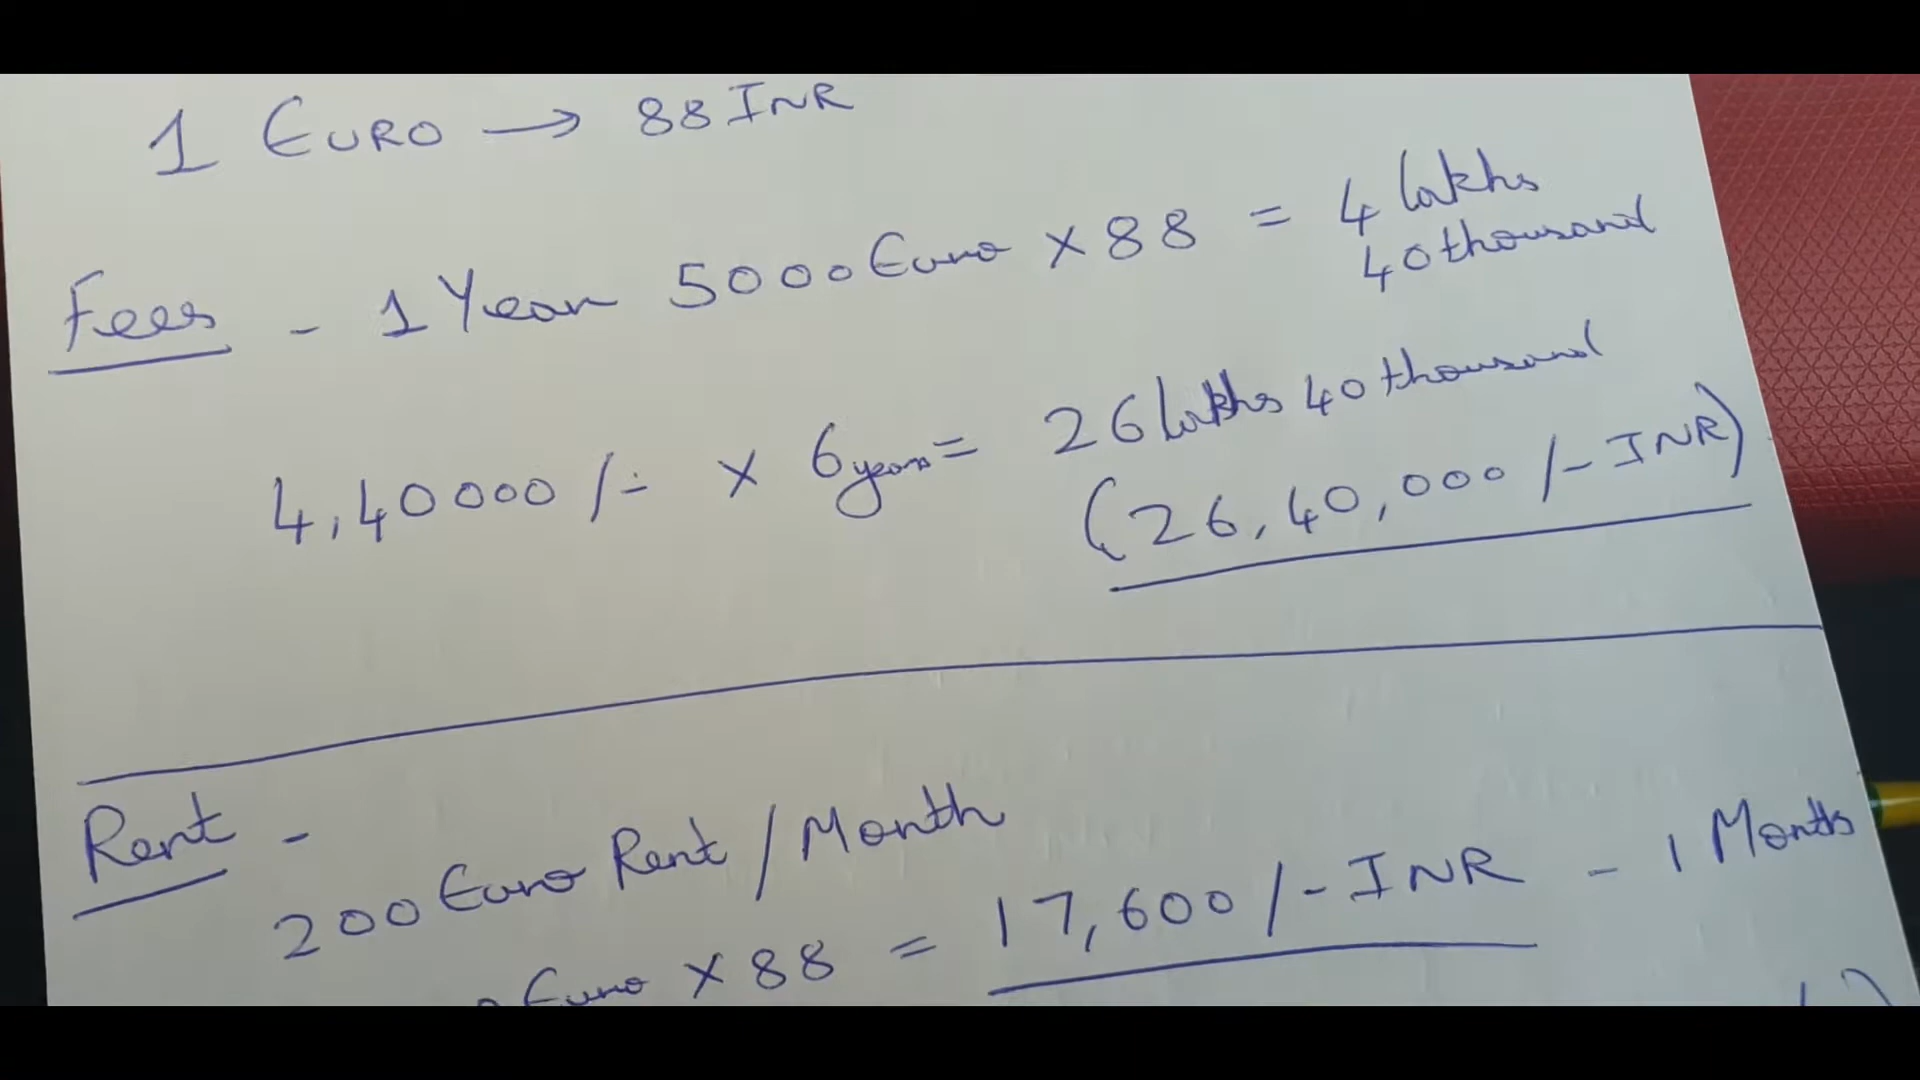 1 EURO → 88 INR
Fees - 1 Year 5000 Euro × 88 = 4 lakhs
40 thousand
4,40000/- × 6 years = 26 lakhs 40 thousand
(26,40,000/- INR)
Rent -
200 Euro Rent / Month
Euro × 88 = 17,600/- INR - 1 Month